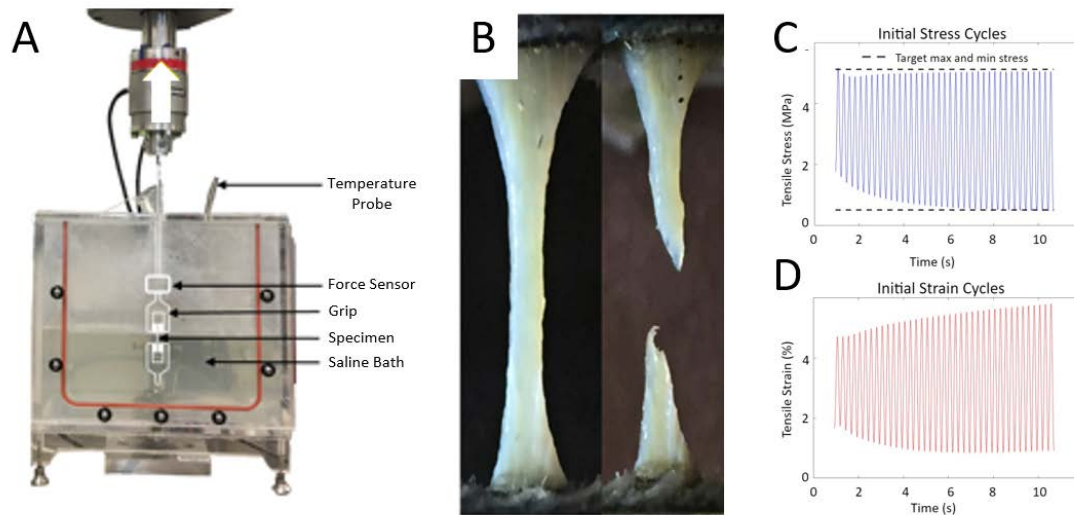 A
Temperature
Probe
Force Sensor
Grip
Specimen
Saline Bath
B
C
Initial Stress Cycles
Target max and min stress
Tensile Stress (MPa)
4
2
0
0
2
4
6
8
10
Time (s)
D
Initial Strain Cycles
Tensile Strain (%)
4
2
0
0
2
4
6
8
10
Time (s)